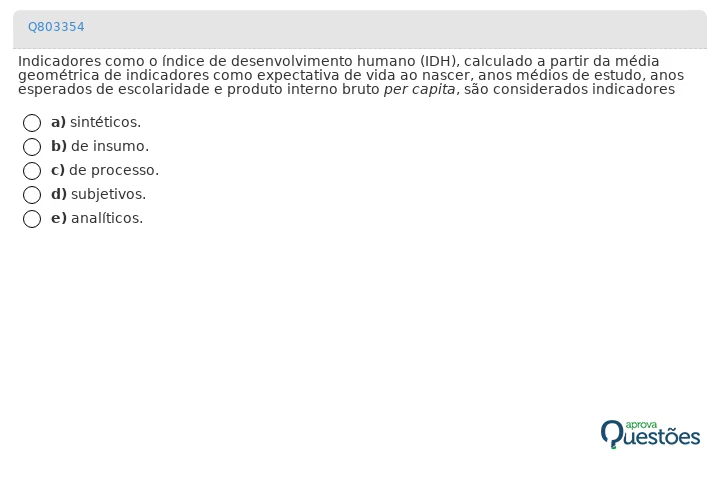 Q803354
Indicadores como o índice de desenvolvimento humano (IDH), calculado a partir da média
geométrica de indicadores como expectativa de vida ao nascer, anos médios de estudo, anos
esperados de escolaridade e produto interno bruto per capita, são considerados indicadores
a) sintéticos.
b) de insumo.
c) de processo.
d) subjetivos.
e) analíticos.
aprova
Questões